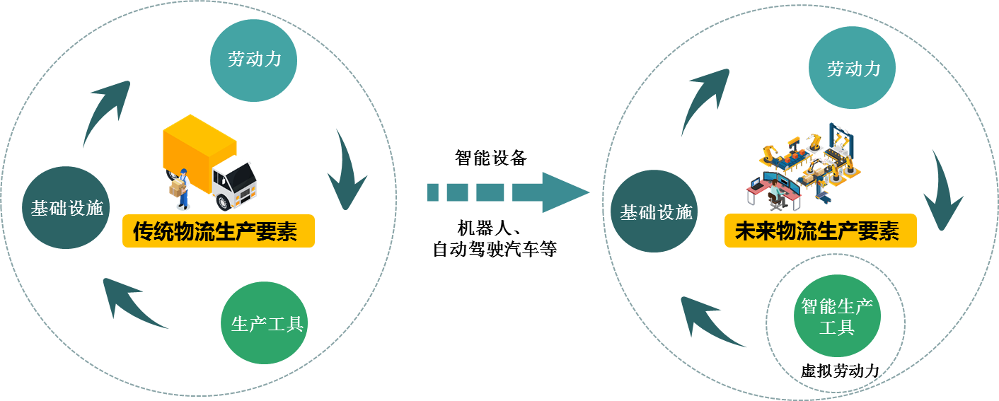 劳动力
基础设施
传统物流生产要素
生产工具
智能设备
机器人、
自动驾驶汽车等
劳动力
基础设施
未来物流生产要素
智能生产
工具
虚拟劳动力